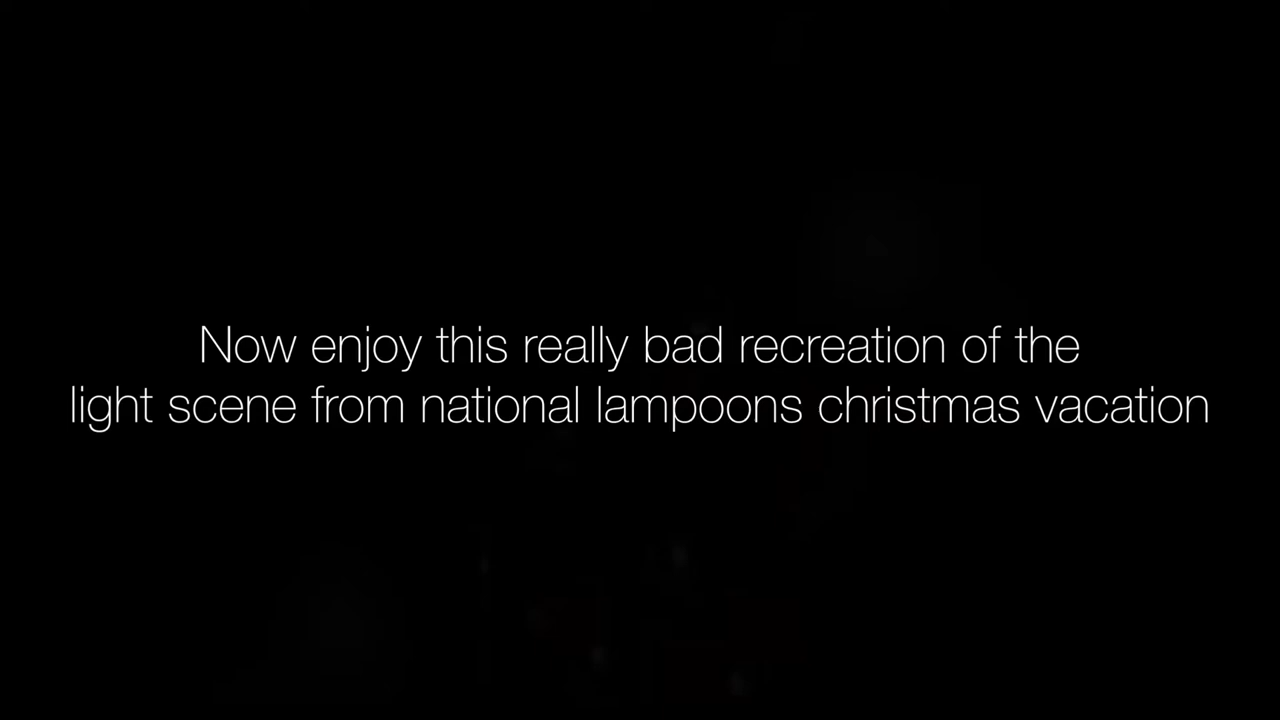 Now enjoy this really bad recreation of the
light scene from national lampoons christmas vacation